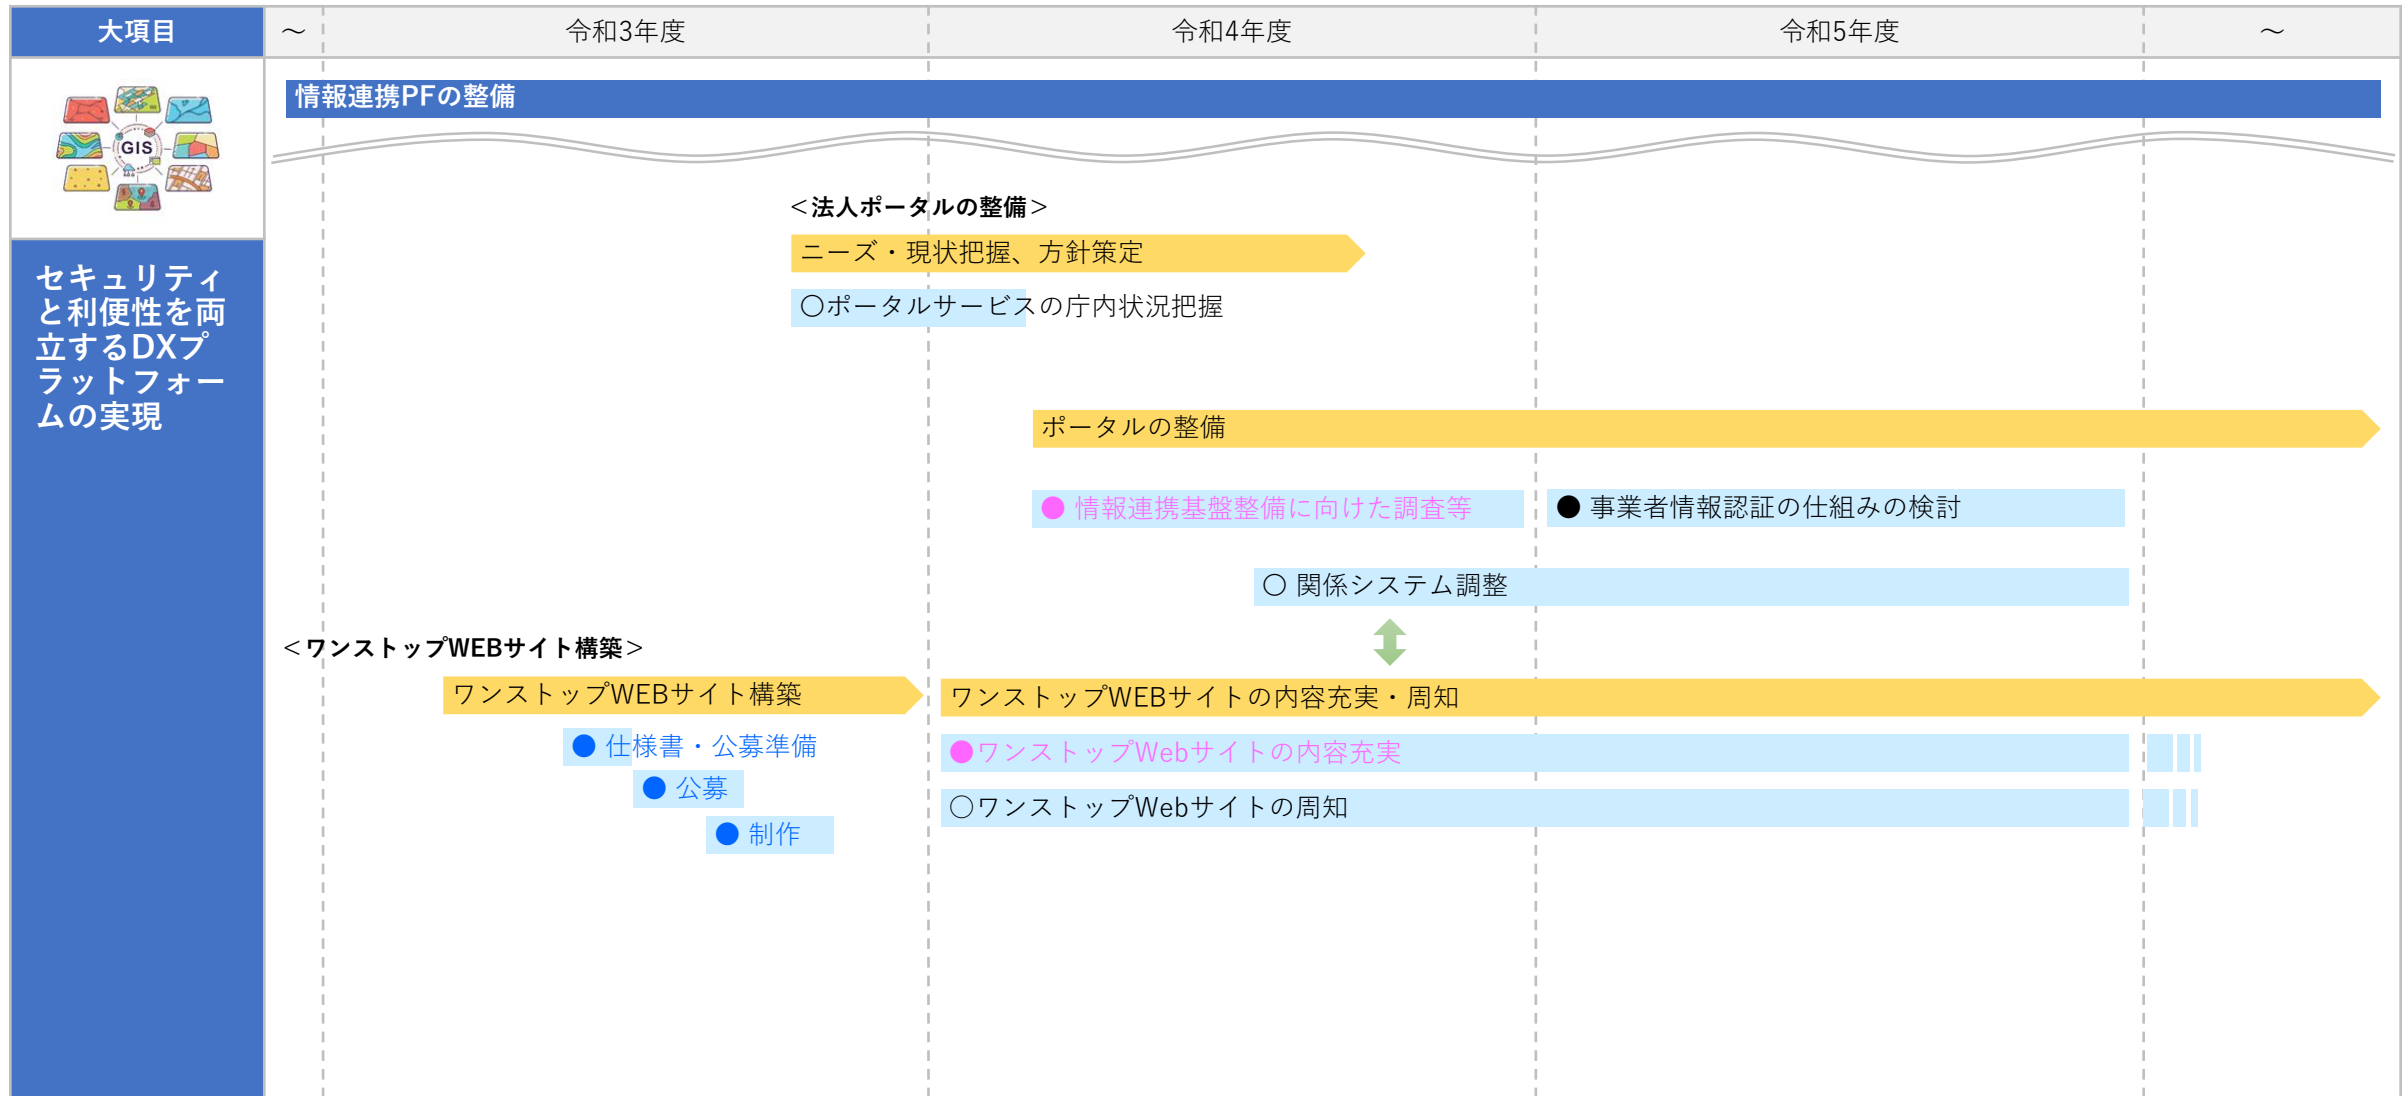 大項目
～
令和3年度
令和4年度
令和5年度
～
GIS
セキュリティ
と利便性を両
立するDXプ
ラットフォー
ムの実現
情報連携PFの整備
＜法人ポータルの整備＞
ニーズ・現状把握、方針策定
〇ポータルサービスの庁内状況把握
ポータルの整備
● 情報連携基盤整備に向けた調査等
● 事業者情報認証の仕組みの検討
〇 関係システム調整
＜ワンストップWEBサイト構築＞
ワンストップWEBサイト構築
ワンストップWEBサイトの内容充実・周知
● 仕様書・公募準備
● 公募
● 制作
●ワンストップWebサイトの内容充実
〇ワンストップWebサイトの周知